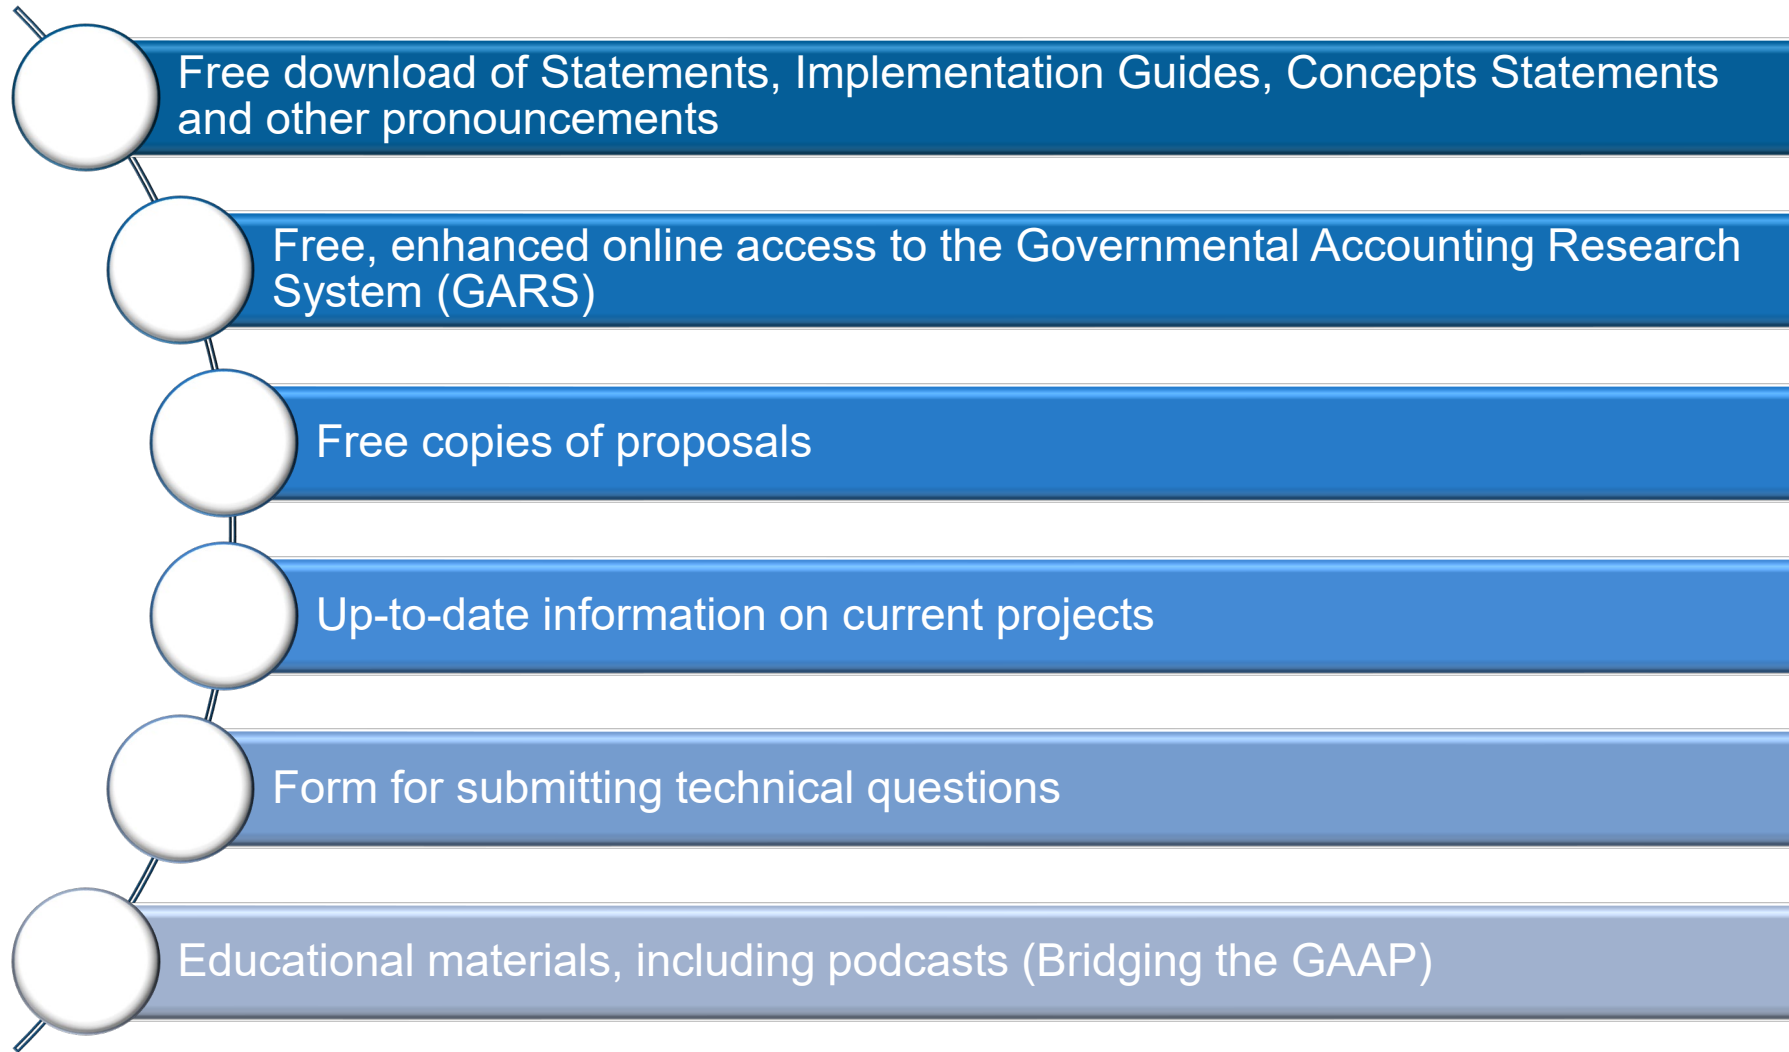 Free download of Statements, Implementation Guides, Concepts Statements
and other pronouncements
Free, enhanced online access to the Governmental Accounting Research
System (GARS)
Free copies of proposals
Up-to-date information on current projects
Form for submitting technical questions
Educational materials, including podcasts (Bridging the GAAP)